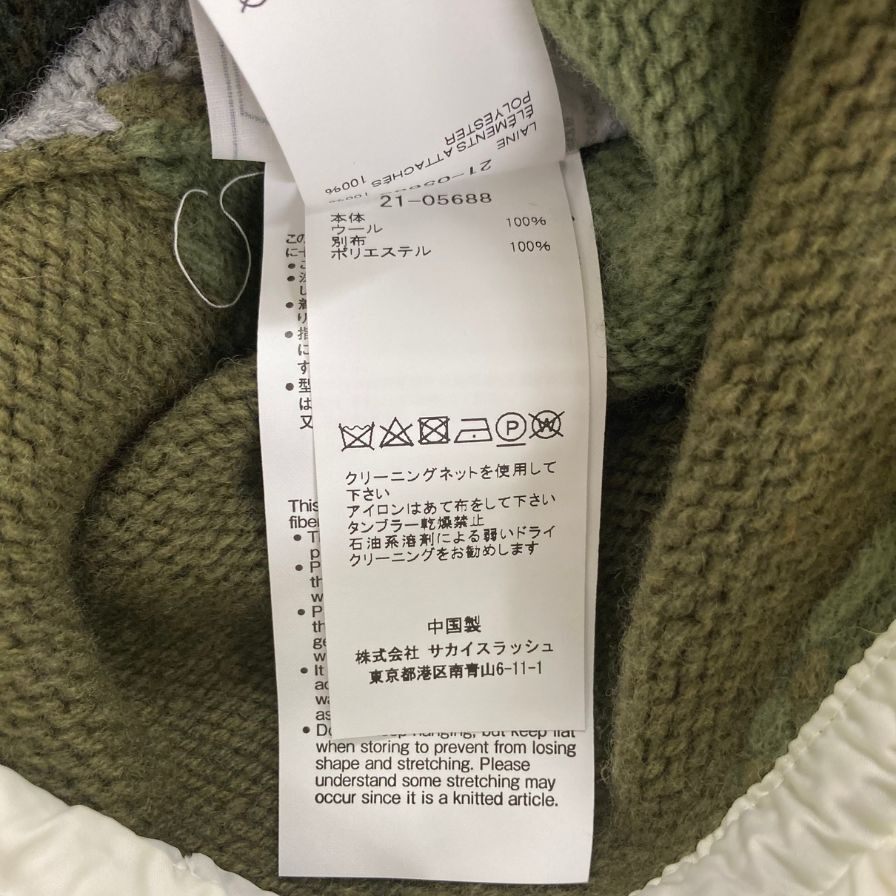 LAINE
ÉLÉMENTS ATTACHÉS 100%
POLYESTER
21-05688
本体
ウール 100%
別布
ポリエステル 100%
クリーニングネットを使用して
下さい
アイロンはあて布をして下さい
タンブラー乾燥禁止
石油系溶剤による弱いドライ
クリーニングをお勧めします
中国製
株式会社 サカイスラッシュ
東京都港区南青山6-11-1
This
hanging, but keep flat
when storing to prevent from losing
shape and stretching. Please
understand some stretching may
occur since it is a knitted article.